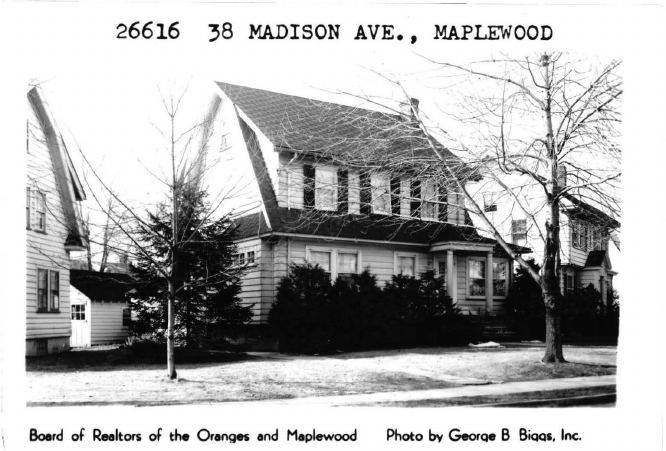 26616 38 MADISON AVE., MAPLEWOOD
Board of Realtors of the Oranges and Maplewood Photo by George B. Biggs, Inc.